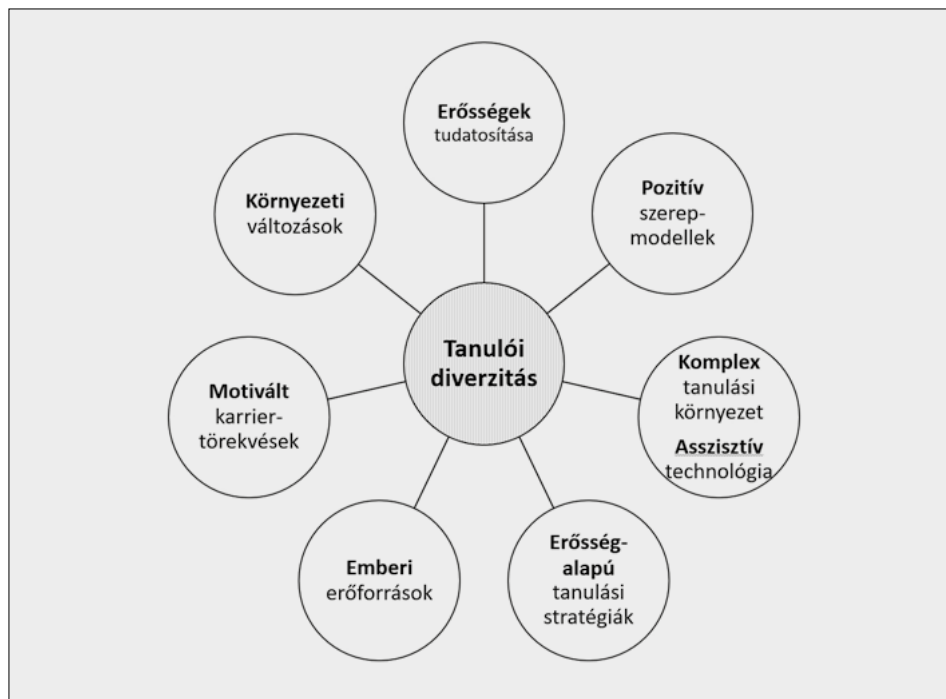 Erősségek
tudatosítása
Pozitív
szerep-
modellek
Komplex
tanulási
környezet
Asszisztív
technológia
Erősség-
alapú
tanulási
stratégiák
Emberi
erőforrások
Motivált
karrier-
törekvések
Környezeti
változások
Tanulói
diverzitás